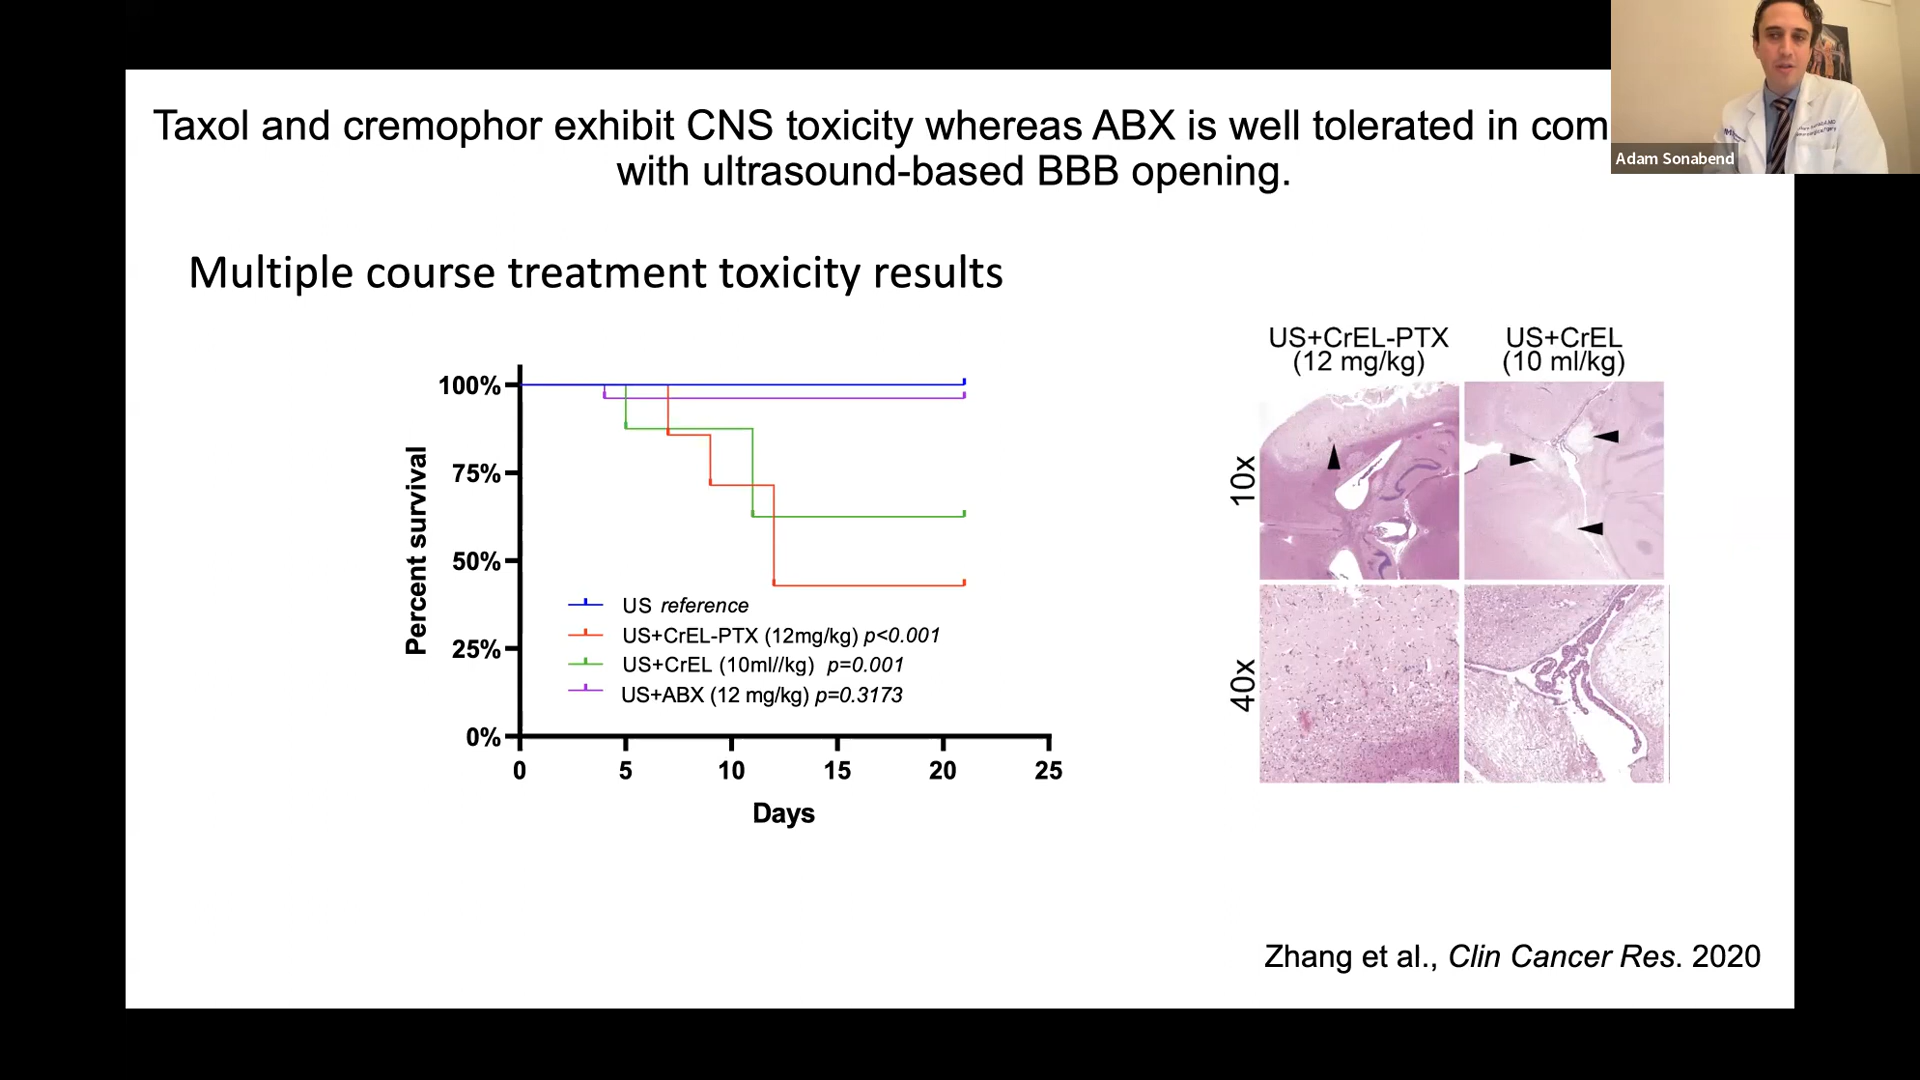 Taxol and cremophor exhibit CNS toxicity whereas ABX is well tolerated in com
with ultrasound-based BBB opening.
Adam Sonabend
Multiple course treatment toxicity results
US+CrEL-PTX
(12 mg/kg)
US+CrEL
(10 ml/kg)
100%
75%
50%
25%
0%
Percent survival
US reference
US+CrEL-PTX (12mg/kg) p<0.001
US+CrEL (10ml//kg) p=0.001
US+ABX (12 mg/kg) p=0.3173
0 5 10 15 20 25
Days
10x
40x
Zhang et al., Clin Cancer Res. 2020